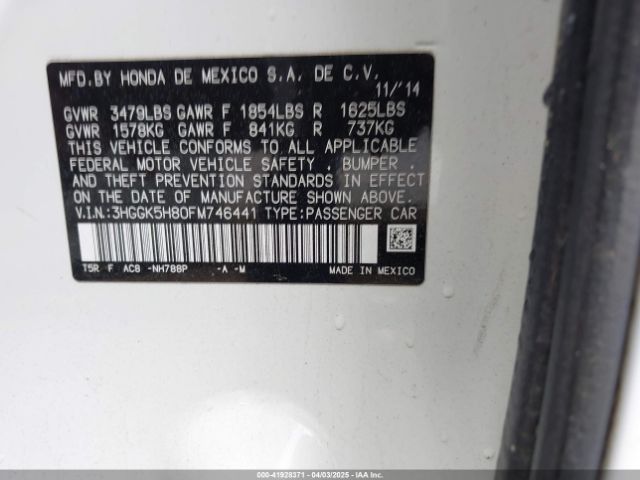 MFD.BY HONDA DE MEXICO S.A. DE C.V.
11/'14
GVWR 3479LBS GAWR F 1854LBS R 1625LBS
GVWR 1578KG GAWR F 841KG R 737KG
THIS VEHICLE CONFORMS TO ALL APPLICABLE
FEDERAL MOTOR VEHICLE SAFETY . BUMPER .
AND THEFT PREVENTION STANDARDS IN EFFECT
ON THE DATE OF MANUFACTURE SHOWN ABOVE.
V.I.N.:3HGGK5H80FM746441 TYPE:PASSENGER CAR
T5R F AC8 -NH788P -A -M
MADE IN MEXICO
000-41928371 04/03/2025 IAAI.COM